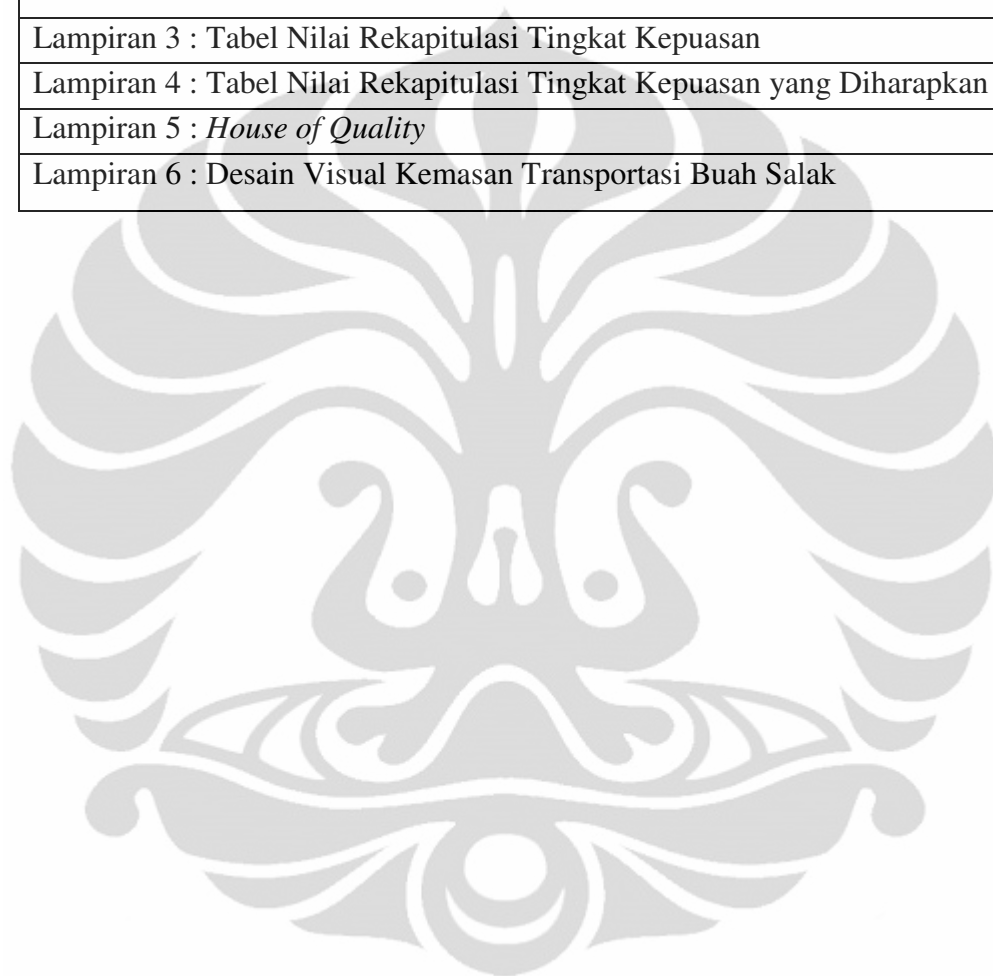 Lampiran 3 : Tabel Nilai Rekapitulasi Tingkat Kepuasan
Lampiran 4 : Tabel Nilai Rekapitulasi Tingkat Kepuasan yang Diharapkan
Lampiran 5 : House of Quality
Lampiran 6 : Desain Visual Kemasan Transportasi Buah Salak